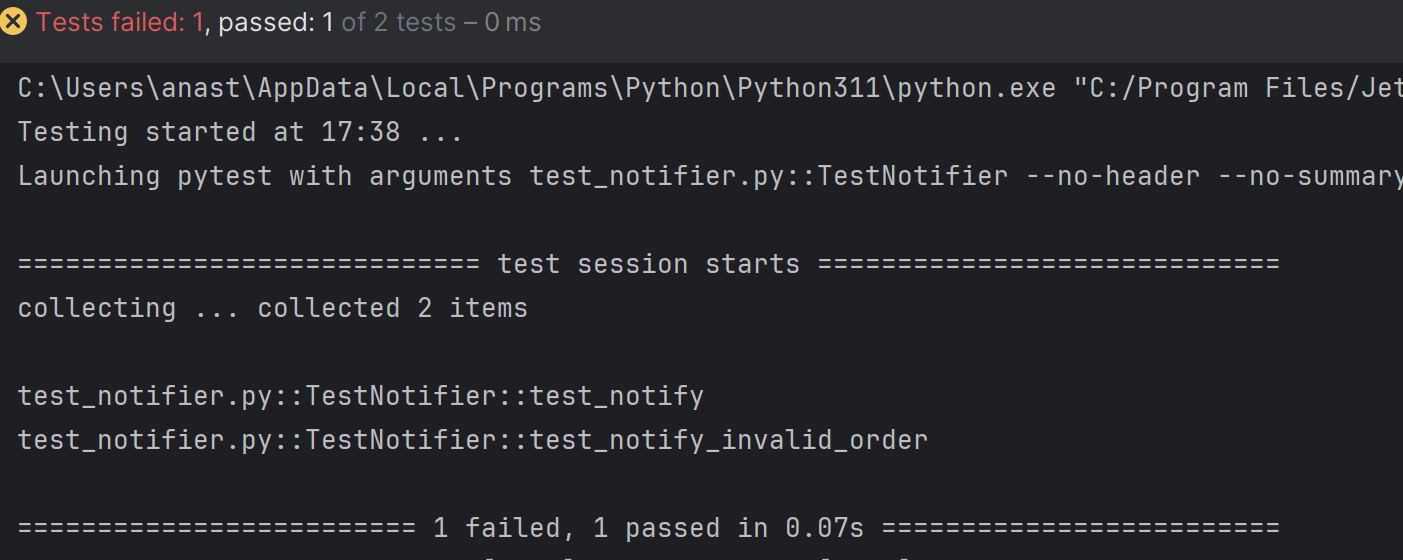 Tests failed: 1, passed: 1 of 2 tests – 0 ms
C:\Users\anast\AppData\Local\Programs\Python\Python311\python.exe "C:/Program Files/Jet
Testing started at 17:38 ...
Launching pytest with arguments test_notifier.py::TestNotifier --no-header --no-summary
============================= test session starts =============================
collecting ... collected 2 items
test_notifier.py::TestNotifier::test_notify
test_notifier.py::TestNotifier::test_notify_invalid_order
========================= 1 failed, 1 passed in 0.07s =========================